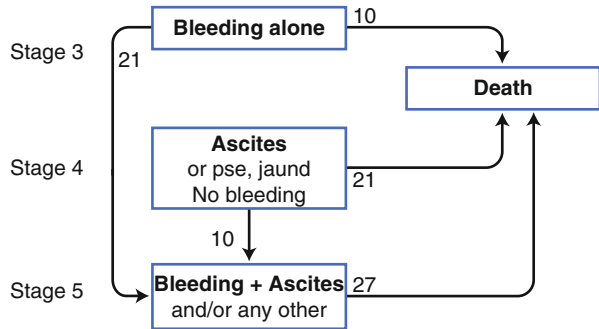 Bleeding alone
10
Stage 3
21
Death
Ascites
or pse, jaund
No bleeding
Stage 4
21
10
Bleeding + Ascites
and/or any other
27
Stage 5